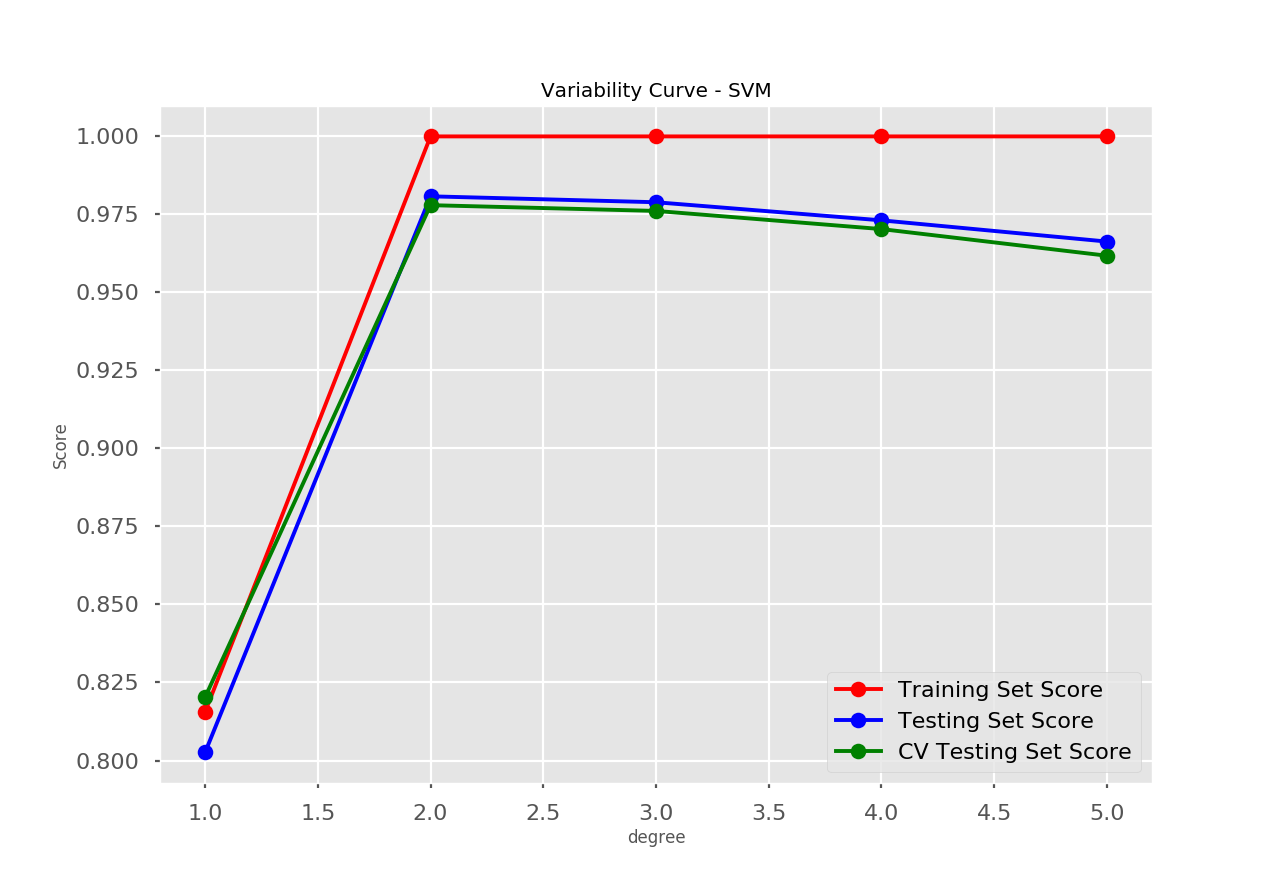 Variability Curve - SVM
1.000
0.975
0.950
0.925
0.900
0.875
0.850
0.825
0.800
Score
Training Set Score
Testing Set Score
CV Testing Set Score
1.0 1.5 2.0 2.5 3.0 3.5 4.0 4.5 5.0
degree